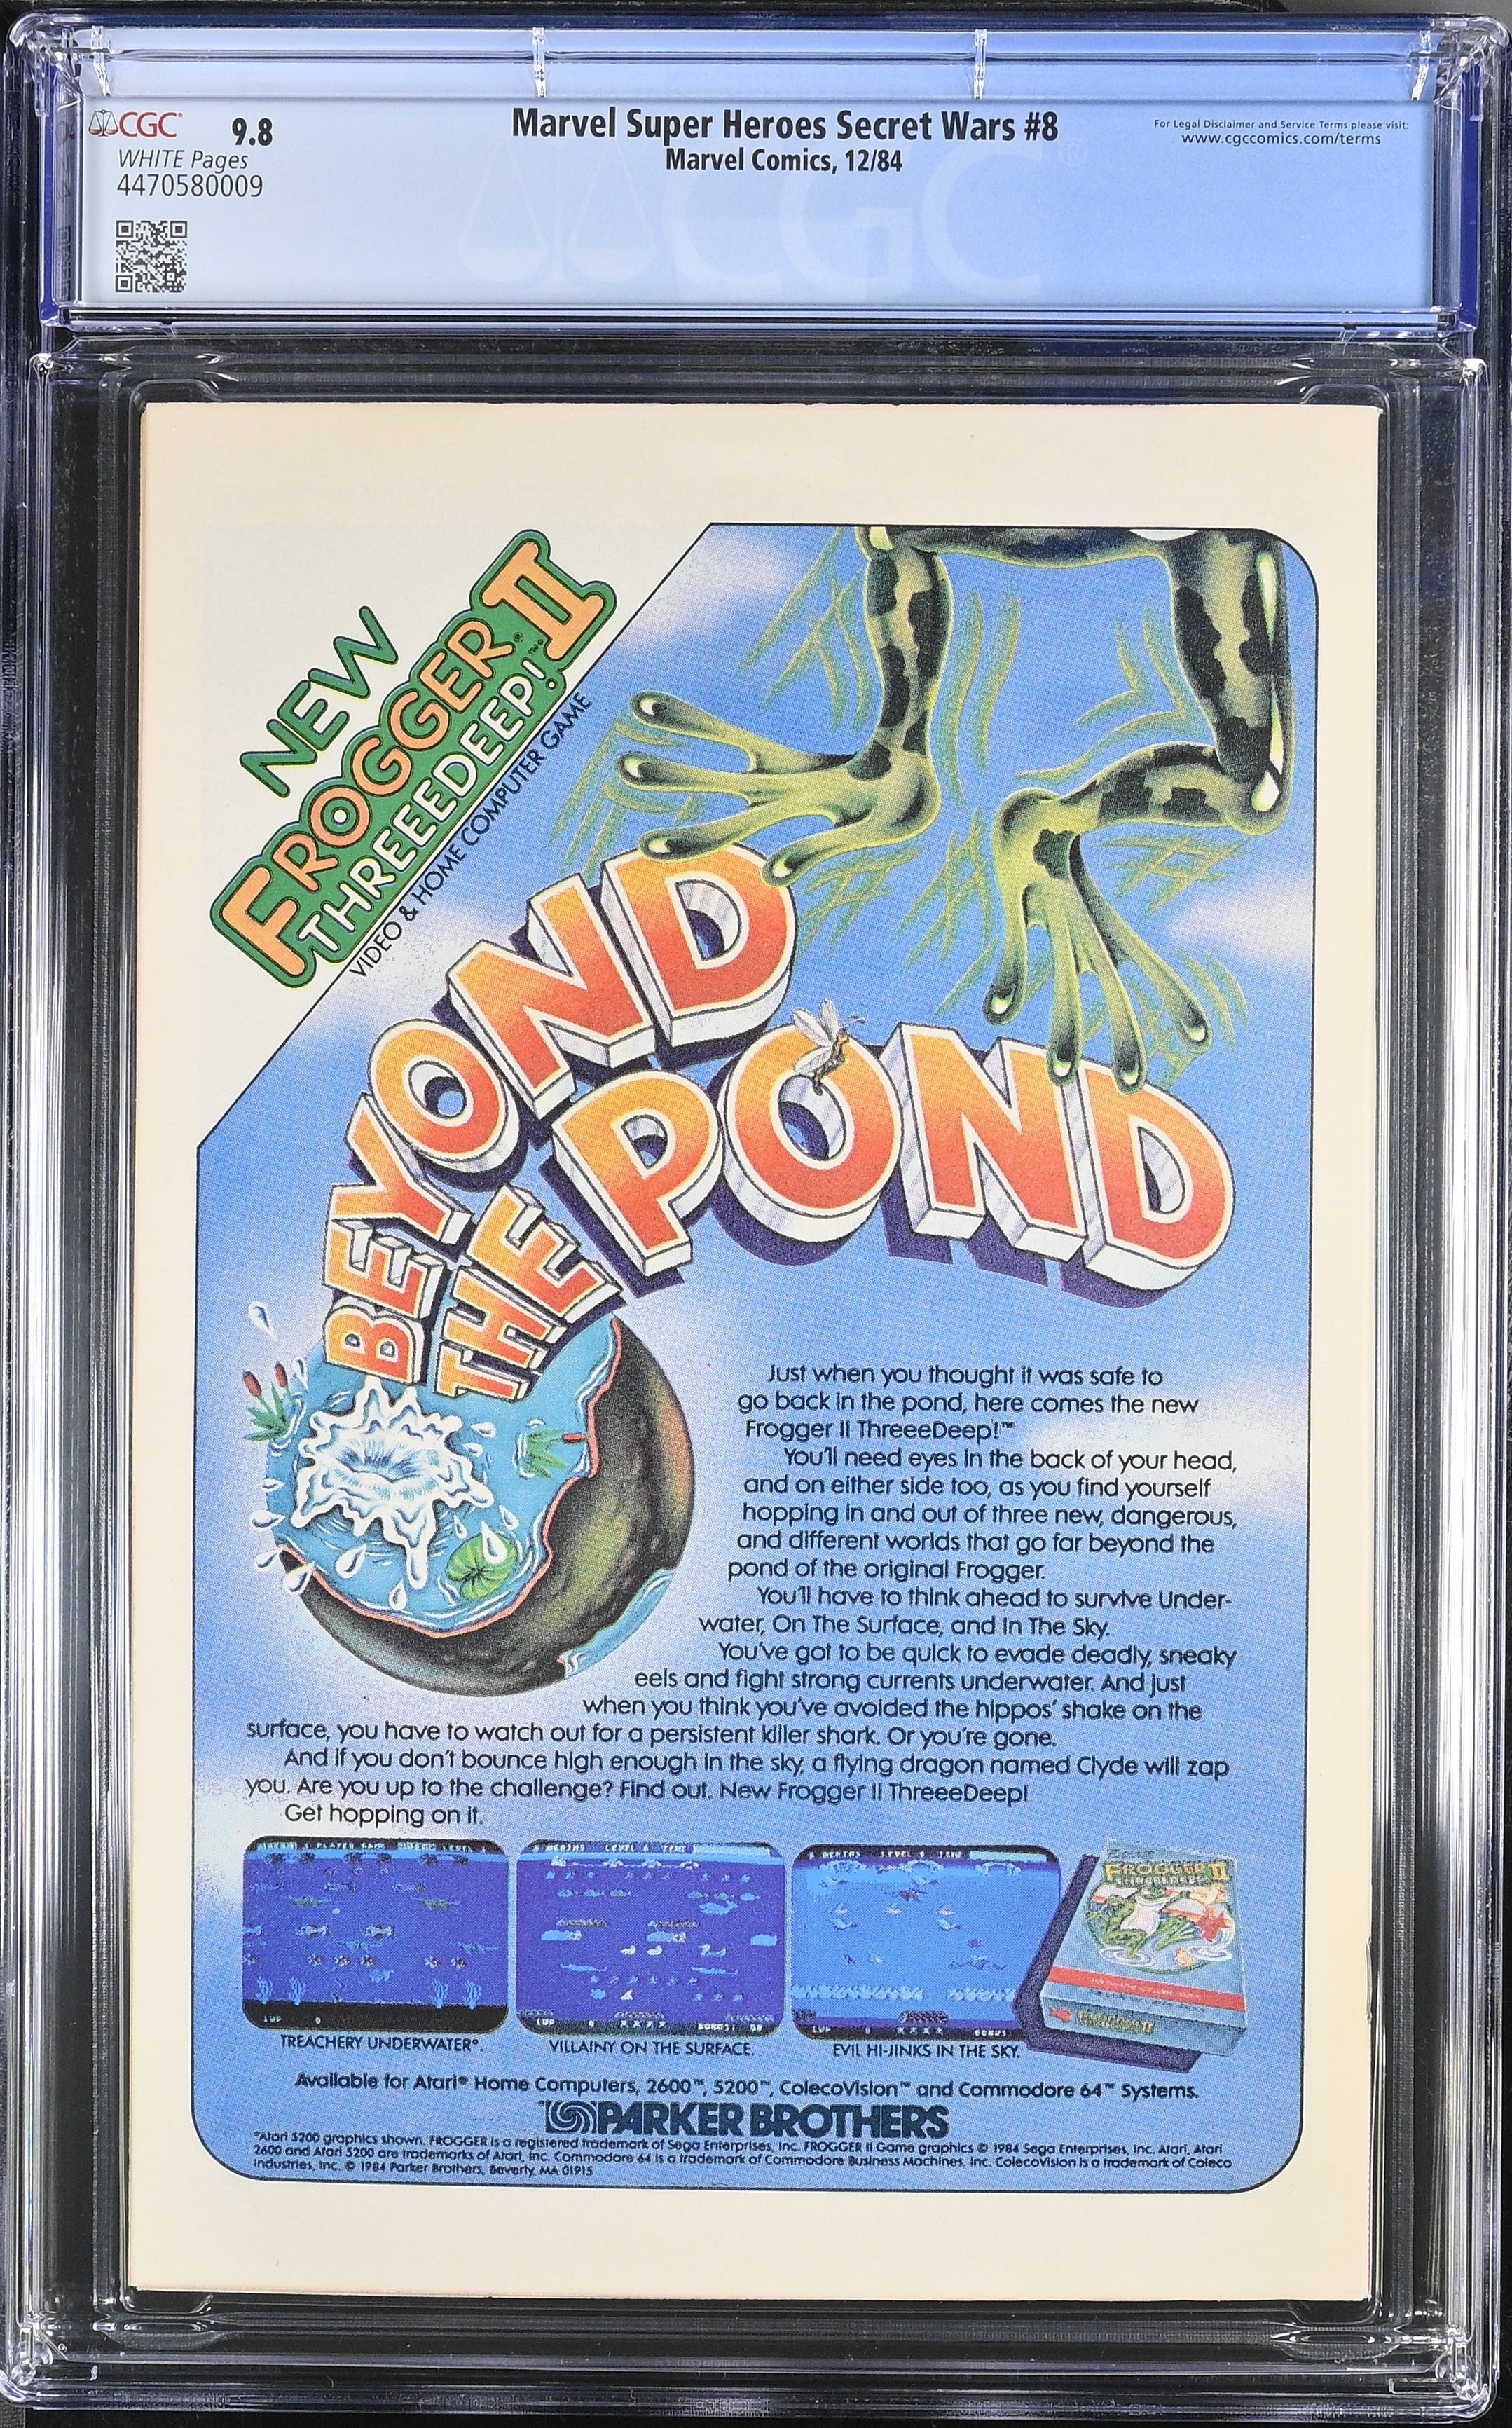 CGC
9.8
WHITE Pages
4470580009
Marvel Super Heroes Secret Wars #8
Marvel Comics, 12/84
For Legal Disclaimer and Service Terms please visit:
www.cgccomics.com/terms
CGC®
NEW
FROGGER® II
THREEEDEEP!™
VIDEO & HOME COMPUTER GAME
BEYOND
THE POND
Just when you thought it was safe to
go back in the pond, here comes the new
Frogger II ThreeeDeep!™
You'll need eyes in the back of your head,
and on either side too, as you find yourself
hopping in and out of three new, dangerous,
and different worlds that go far beyond the
pond of the original Frogger.
You'll have to think ahead to survive Under-
water, On The Surface, and In The Sky.
You've got to be quick to evade deadly, sneaky
eels and fight strong currents underwater. And just
when you think you've avoided the hippos' shake on the
surface, you have to watch out for a persistent killer shark. Or you're gone.
And if you don't bounce high enough in the sky, a flying dragon named Clyde will zap
you. Are you up to the challenge? Find out. New Frogger II ThreeeDeep!
Get hopping on it.
1UP 0
1UP 0
1UP 0
FROGGER II
THREEEDEEP!
TREACHERY UNDERWATER*.
VILLAINY ON THE SURFACE.
EVIL HI-JINKS IN THE SKY.
Available for Atari® Home Computers, 2600™, 5200™, ColecoVision™ and Commodore 64™ Systems.
PARKER BROTHERS
*Atari 5200 graphics shown. FROGGER is a registered trademark of Sega Enterprises, Inc. FROGGER II Game graphics © 1984 Sega Enterprises, Inc. Atari, Atari
2600 and Atari 5200 are trademarks of Atari, Inc. Commodore 64 is a trademark of Commodore Business Machines, Inc. ColecoVision is a trademark of Coleco
Industries, Inc. © 1984 Parker Brothers, Beverly, MA 01915